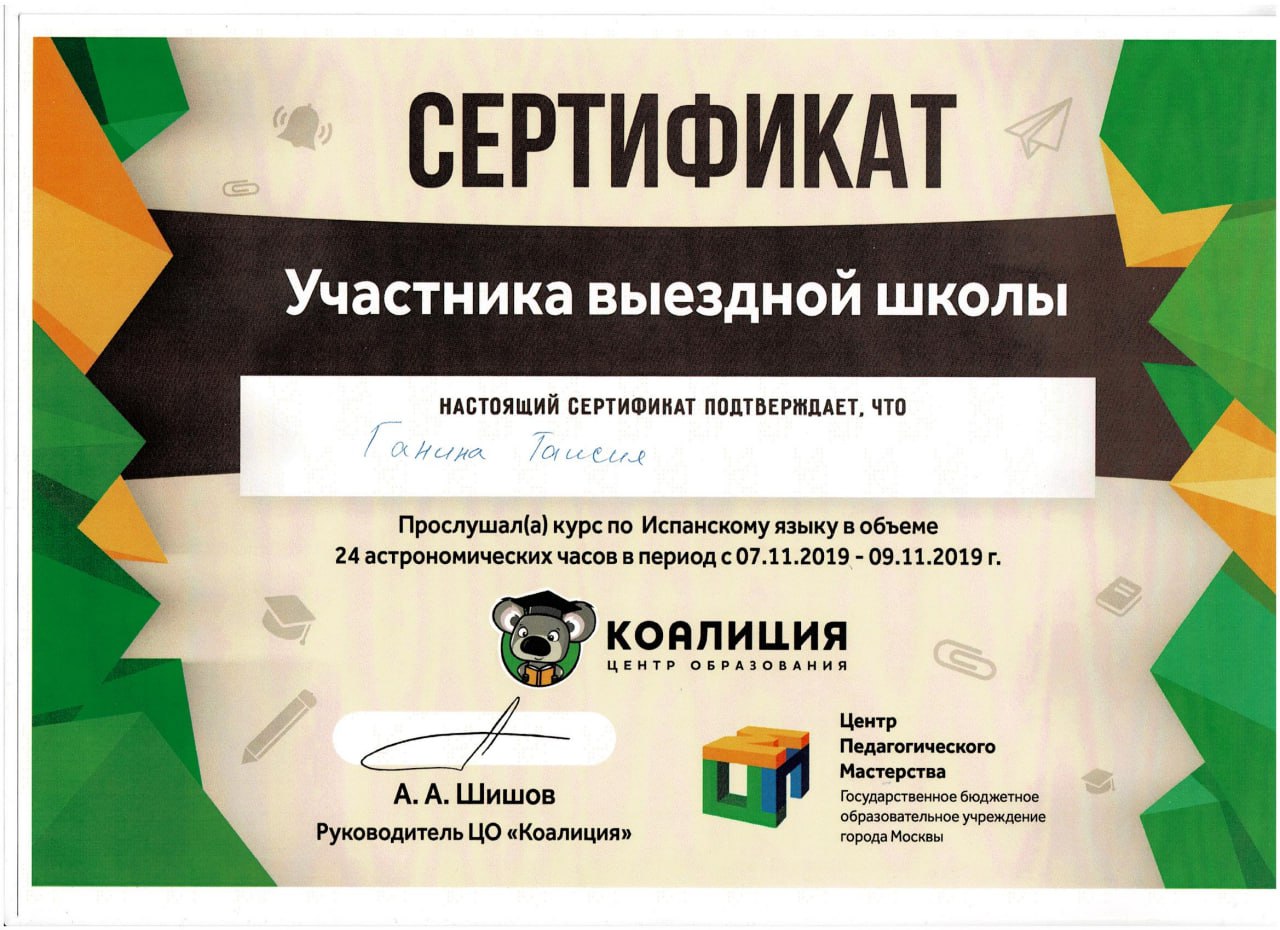 СЕРТИФИКАТ
Участника выездной школы
НАСТОЯЩИЙ СЕРТИФИКАТ ПОДТВЕРЖДАЕТ, ЧТО
Ганина Таисия
Прослушал(а) курс по Испанскому языку в объеме
24 астрономических часов в период с 07.11.2019 - 09.11.2019 г.
КОАЛИЦИЯ
ЦЕНТР ОБРАЗОВАНИЯ
А. А. Шишов
Руководитель ЦО «Коалиция»
ЦПМ
Центр
Педагогического
Мастерства
Государственное бюджетное
образовательное учреждение
города Москвы